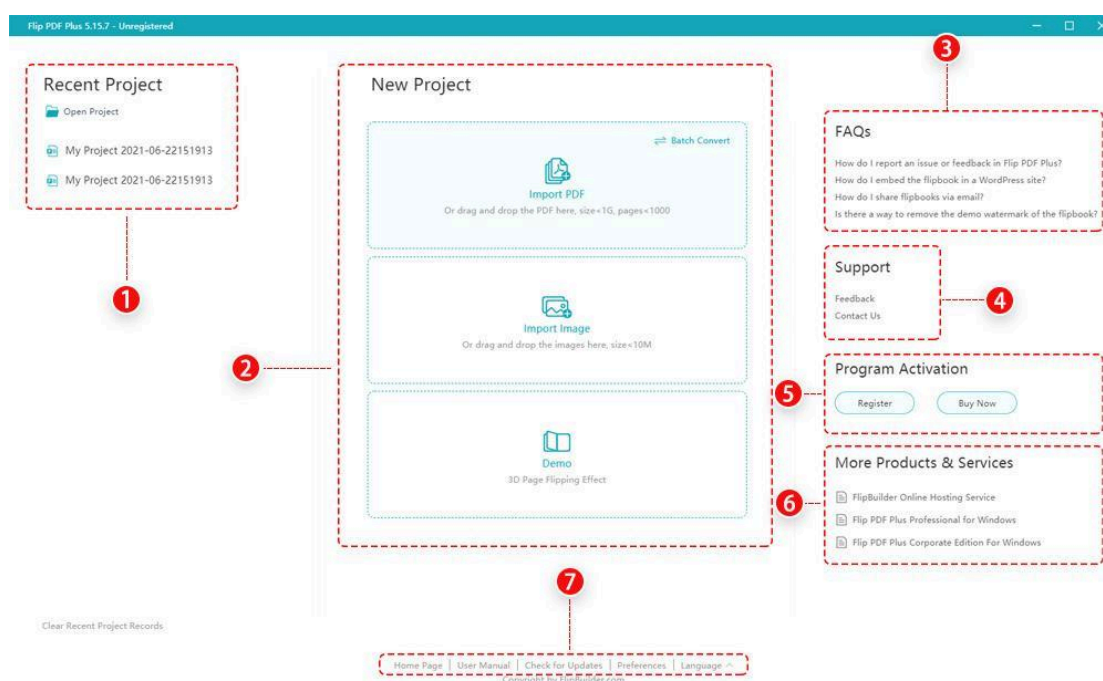 Flip PDF Plus 5.15.7 - Unregistered
Recent Project
Open Project
My Project 2021-06-22151913
My Project 2021-06-22151913
1
Clear Recent Project Records
New Project
Batch Convert
Import PDF
Or drag and drop the PDF here, size<1G, pages<1000
Import Image
Or drag and drop the images here, size<10M
2
Demo
3D Page Flipping Effect
3
FAQs
How do I report an issue or feedback in Flip PDF Plus?
How do I embed the flipbook in a WordPress site?
How do I share flipbooks via email?
Is there a way to remove the demo watermark of the flipbook?
Support
Feedback
Contact Us
4
Program Activation
5
Register Buy Now
More Products & Services
FlipBuilder Online Hosting Service
6
Flip PDF Plus Professional for Windows
Flip PDF Plus Corporate Edition For Windows
7
Home Page | User Manual | Check for Updates | Preferences | Language
Copyright by FlipBuilder.com